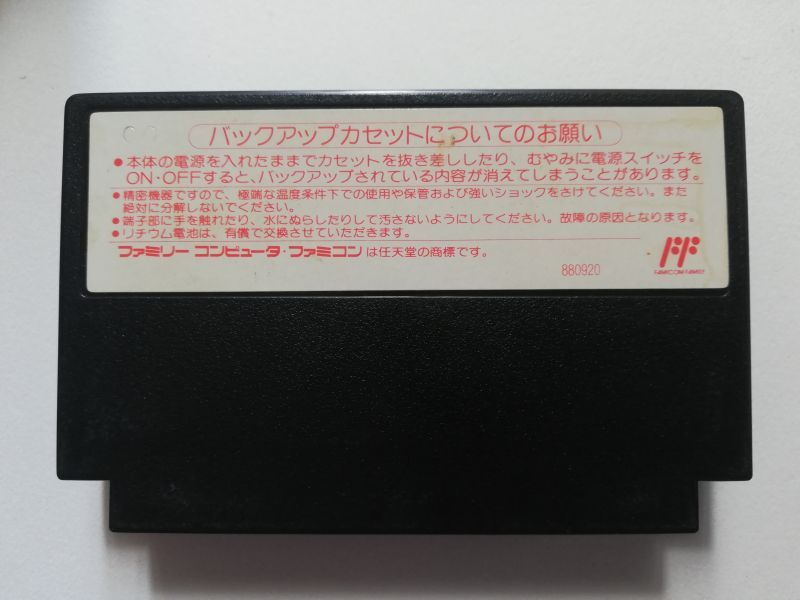 バックアップカセットについてのお願い
●本体の電源を入れたままでカセットを抜き差ししたり、むやみに電源スイッチを
ON・OFFすると、バックアップされている内容が消えてしまうことがあります。
●精密機器ですので、極端な温度条件下での使用や保管および強いショックをさけてください。また
絶対に分解しないでください。
●端子部に手を触れたり、水にぬらしたりして汚さないようにしてください。故障の原因となります。
●リチウム電池は、有償で交換させていただきます。
ファミリー コンピュータ・ファミコン は任天堂の商標です。
FAMICOM FAMILY
880920